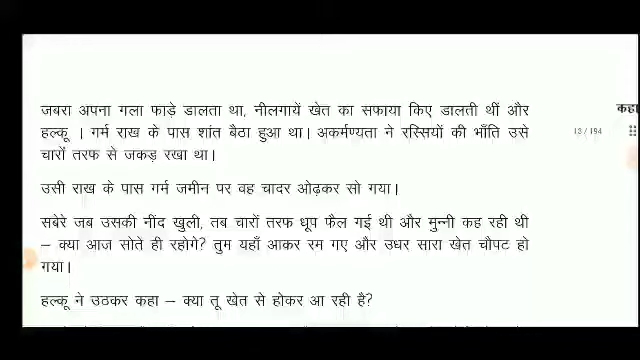 जबरा अपना गला फाड़े डालता था, नीलगायें खेत का सफाया किए डालती थीं और
हल्कू । गर्म राख के पास शांत बैठा हुआ था। अकर्मण्यता ने रस्सियों की भाँति उसे
चारों तरफ से जकड़ रखा था।
उसी राख के पास गर्म जमीन पर वह चादर ओढ़कर सो गया।
सबेरे जब उसकी नींद खुली, तब चारों तरफ धूप फैल गई थी और मुन्नी कह रही थी
– क्या आज सोते ही रहोगे? तुम यहाँ आकर रम गए और उधर सारा खेत चौपट हो
गया।
हल्कू ने उठकर कहा – क्या तू खेत से होकर आ रही है?
कहा
13 / 194